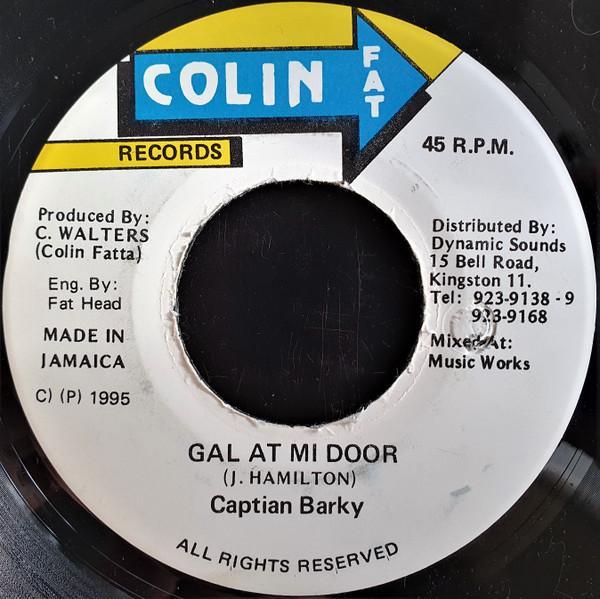 COLIN
FAT
RECORDS
45 R.P.M.
Produced By:
C. WALTERS
(Colin Fatta)
Eng. By:
Fat Head
MADE IN
JAMAICA
C) (P) 1995
Distributed By:
Dynamic Sounds
15 Bell Road,
Kingston 11.
Tel: 923-9138 - 9
923-9168
Mixed At:
Music Works
GAL AT MI DOOR
(J. HAMILTON)
Captian Barky
ALL RIGHTS RESERVED